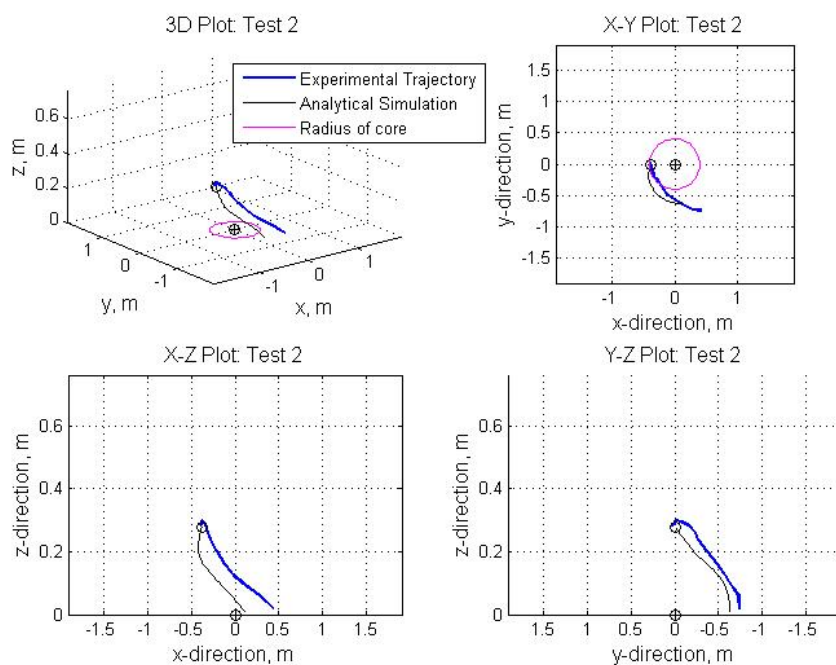 3D Plot: Test 2
z, m
0.6
0.4
0.2
0
1
0
-1
y, m
-1
0
1
x, m
Experimental Trajectory
Analytical Simulation
Radius of core
X-Y Plot: Test 2
y-direction, m
1.5
1
0.5
0
-0.5
-1
-1.5
-1
0
1
x-direction, m
X-Z Plot: Test 2
z-direction, m
0.6
0.4
0.2
0
-1.5
-1
-0.5
0
0.5
1
1.5
x-direction, m
Y-Z Plot: Test 2
z-direction, m
0.6
0.4
0.2
0
1.5
1
0.5
0
-0.5
-1
-1.5
y-direction, m